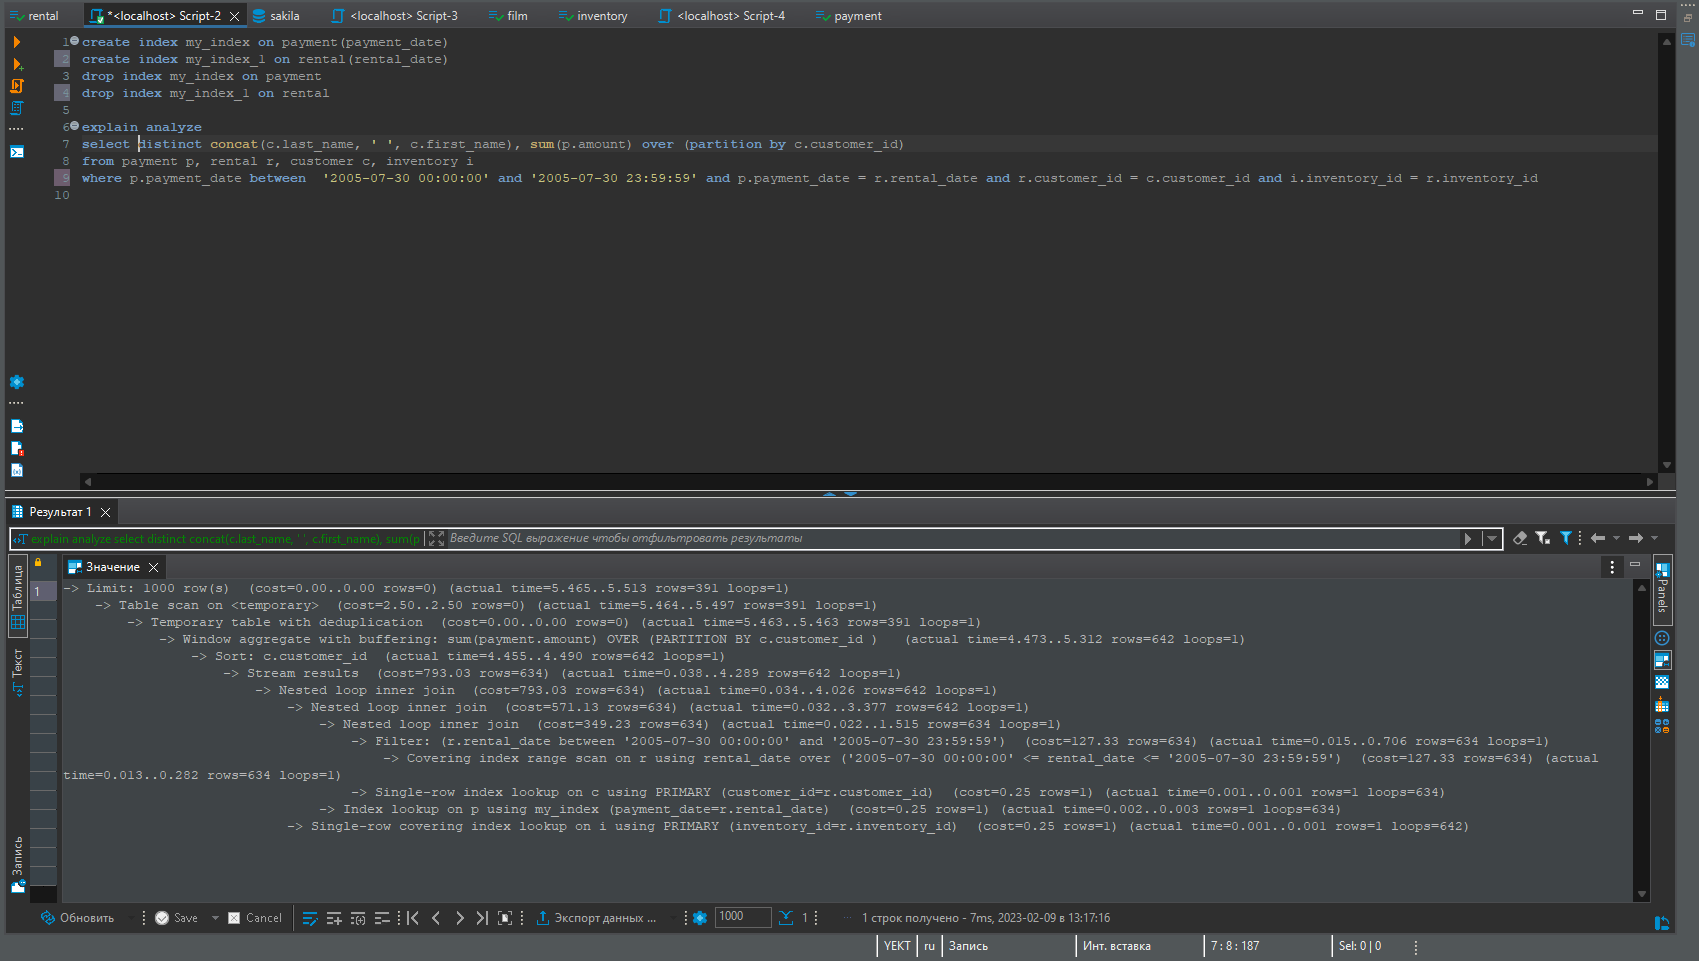 rental
*<localhost> Script-2
sakila
<localhost> Script-3
film
inventory
<localhost> Script-4
payment
1 create index my_index on payment(payment_date)
2 create index my_index_1 on rental(rental_date)
3 drop index my_index on payment
4 drop index my_index_1 on rental
5
6 explain analyze
7 select distinct concat(c.last_name, ' ', c.first_name), sum(p.amount) over (partition by c.customer_id)
8 from payment p, rental r, customer c, inventory i
9 where p.payment_date between  '2005-07-30 00:00:00' and '2005-07-30 23:59:59' and p.payment_date = r.rental_date and r.customer_id = c.customer_id and i.inventory_id = r.inventory_id
10
Результат 1
explain analyze select distinct concat(c.last_name, ' ', c.first_name), sum(p
Введите SQL выражение чтобы отфильтровать результаты
Таблица
Текст
Запись
1
Значение
-> Limit: 1000 row(s)  (cost=0.00..0.00 rows=0) (actual time=5.465..5.513 rows=391 loops=1)
-> Table scan on <temporary>  (cost=2.50..2.50 rows=0) (actual time=5.464..5.497 rows=391 loops=1)
-> Temporary table with deduplication  (cost=0.00..0.00 rows=0) (actual time=5.463..5.463 rows=391 loops=1)
-> Window aggregate with buffering: sum(payment.amount) OVER (PARTITION BY c.customer_id )   (actual time=4.473..5.312 rows=642 loops=1)
-> Sort: c.customer_id  (actual time=4.455..4.490 rows=642 loops=1)
-> Stream results  (cost=793.03 rows=634) (actual time=0.038..4.289 rows=642 loops=1)
-> Nested loop inner join  (cost=793.03 rows=634) (actual time=0.034..4.026 rows=642 loops=1)
-> Nested loop inner join  (cost=571.13 rows=634) (actual time=0.032..3.377 rows=642 loops=1)
-> Nested loop inner join  (cost=349.23 rows=634) (actual time=0.022..1.515 rows=634 loops=1)
-> Filter: (r.rental_date between '2005-07-30 00:00:00' and '2005-07-30 23:59:59')  (cost=127.33 rows=634) (actual time=0.015..0.706 rows=634 loops=1)
-> Covering index range scan on r using rental_date over ('2005-07-30 00:00:00' <= rental_date <= '2005-07-30 23:59:59')  (cost=127.33 rows=634) (actual
time=0.013..0.282 rows=634 loops=1)
-> Single-row index lookup on c using PRIMARY (customer_id=r.customer_id)  (cost=0.25 rows=1) (actual time=0.001..0.001 rows=1 loops=634)
-> Index lookup on p using my_index (payment_date=r.rental_date)  (cost=0.25 rows=1) (actual time=0.002..0.003 rows=1 loops=634)
-> Single-row covering index lookup on i using PRIMARY (inventory_id=r.inventory_id)  (cost=0.25 rows=1) (actual time=0.001..0.001 rows=1 loops=642)
Panels
Обновить
Save
Cancel
Экспорт данных ...
1000
1
1 строк получено - 7ms, 2023-02-09 в 13:17:16
YEKT
ru
Запись
Инт. вставка
7 : 8 : 187
Sel: 0 | 0